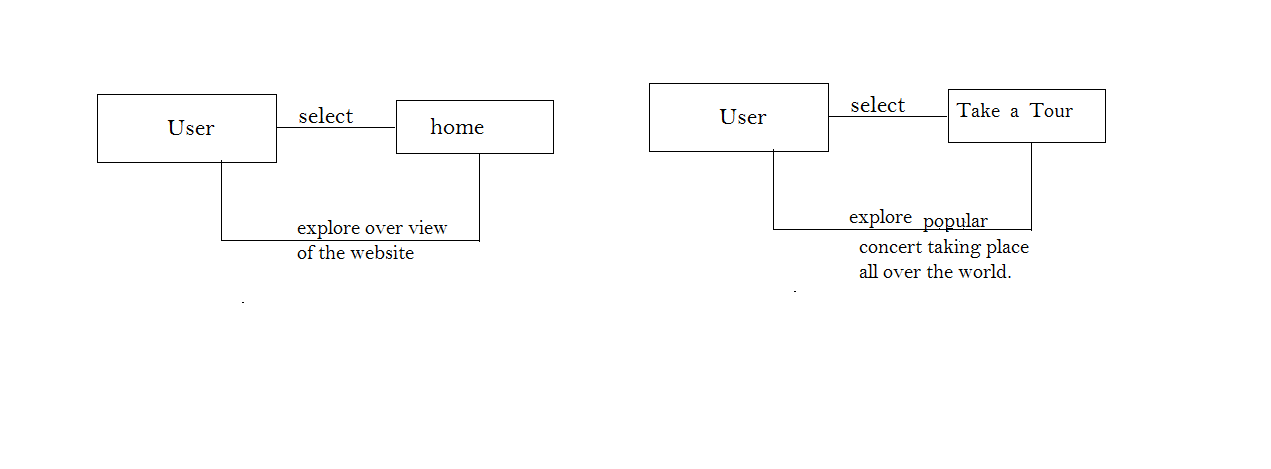 User
select
home
explore over view
of the website
User
select
Take a Tour
explore popular
concert taking place
all over the world.